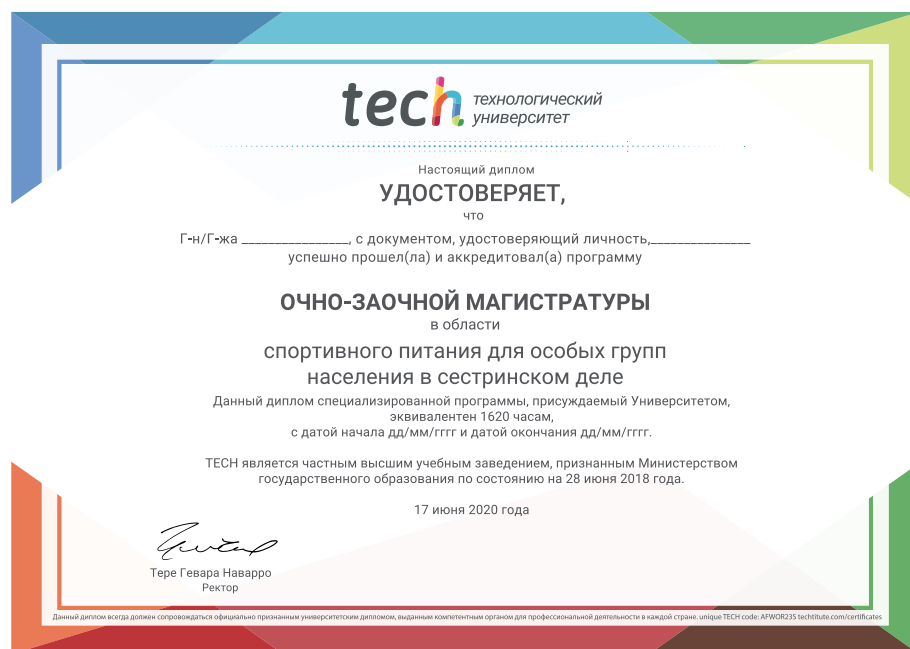 tech технологический
университет
Настоящий диплом
УДОСТОВЕРЯЕТ,
что
Г-н/Г-жа ________________, с документом, удостоверяющий личность,_______________
успешно прошел(ла) и аккредитовал(а) программу
ОЧНО-ЗАОЧНОЙ МАГИСТРАТУРЫ
в области
спортивного питания для особых групп
населения в сестринском деле
Данный диплом специализированной программы, присуждаемый Университетом,
эквивалентен 1620 часам,
с датой начала дд/мм/гггг и датой окончания дд/мм/гггг.
TECH является частным высшим учебным заведением, признанным Министерством
государственного образования по состоянию на 28 июня 2018 года.
17 июня 2020 года
Тере Гевара Наварро
Ректор
Данный диплом всегда должен сопровождаться официально признанным университетским дипломом, выданным компетентным органом для профессиональной деятельности в каждой стране. unique TECH code: AFWOR235 techtitute.com/certificates